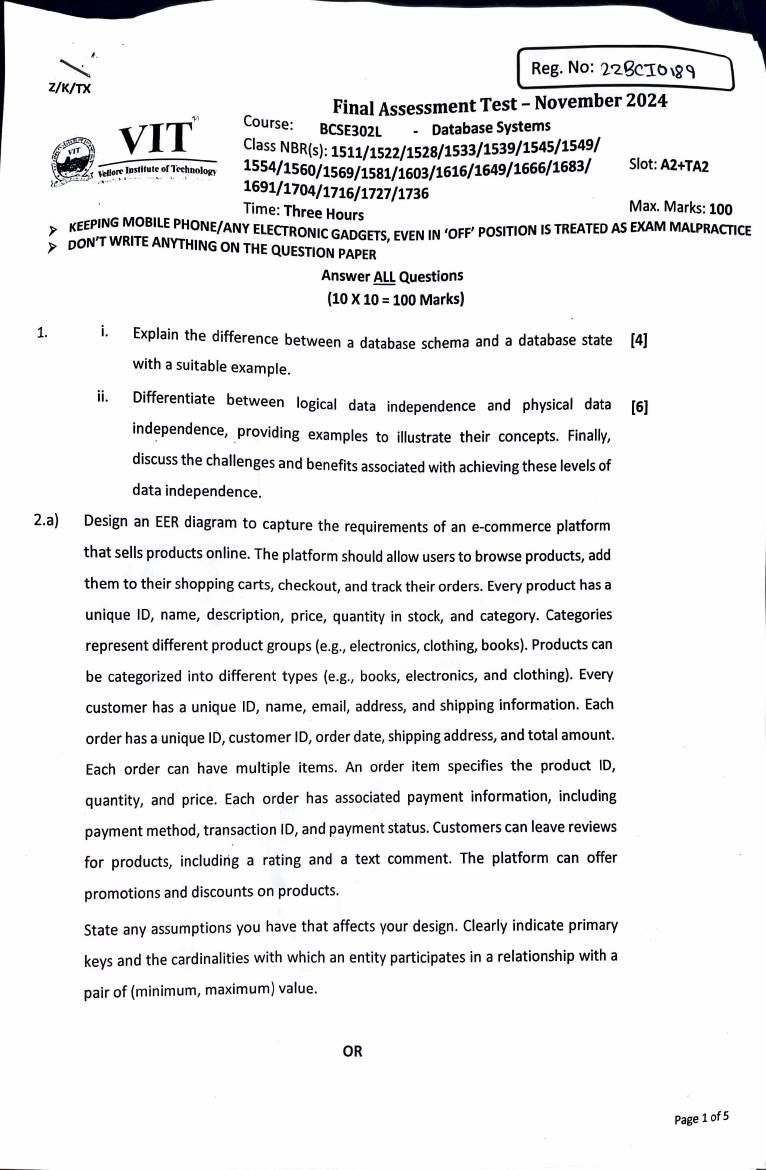 Z/K/TX
Reg. No: 22BCI0189
Final Assessment Test – November 2024
VIT
Vellore Institute of Technology
Course: BCSE302L - Database Systems
Class NBR(s): 1511/1522/1528/1533/1539/1545/1549/
1554/1560/1569/1581/1603/1616/1649/1666/1683/
1691/1704/1716/1727/1736
Slot: A2+TA2
Time: Three Hours
Max. Marks: 100
➢ KEEPING MOBILE PHONE/ANY ELECTRONIC GADGETS, EVEN IN ‘OFF’ POSITION IS TREATED AS EXAM MALPRACTICE
➢ DON’T WRITE ANYTHING ON THE QUESTION PAPER
Answer ALL Questions
(10 X 10 = 100 Marks)
1. i. Explain the difference between a database schema and a database state [4]
with a suitable example.
ii. Differentiate between logical data independence and physical data [6]
independence, providing examples to illustrate their concepts. Finally,
discuss the challenges and benefits associated with achieving these levels of
data independence.
2.a) Design an EER diagram to capture the requirements of an e-commerce platform
that sells products online. The platform should allow users to browse products, add
them to their shopping carts, checkout, and track their orders. Every product has a
unique ID, name, description, price, quantity in stock, and category. Categories
represent different product groups (e.g., electronics, clothing, books). Products can
be categorized into different types (e.g., books, electronics, and clothing). Every
customer has a unique ID, name, email, address, and shipping information. Each
order has a unique ID, customer ID, order date, shipping address, and total amount.
Each order can have multiple items. An order item specifies the product ID,
quantity, and price. Each order has associated payment information, including
payment method, transaction ID, and payment status. Customers can leave reviews
for products, including a rating and a text comment. The platform can offer
promotions and discounts on products.
State any assumptions you have that affects your design. Clearly indicate primary
keys and the cardinalities with which an entity participates in a relationship with a
pair of (minimum, maximum) value.
OR
Page 1 of 5